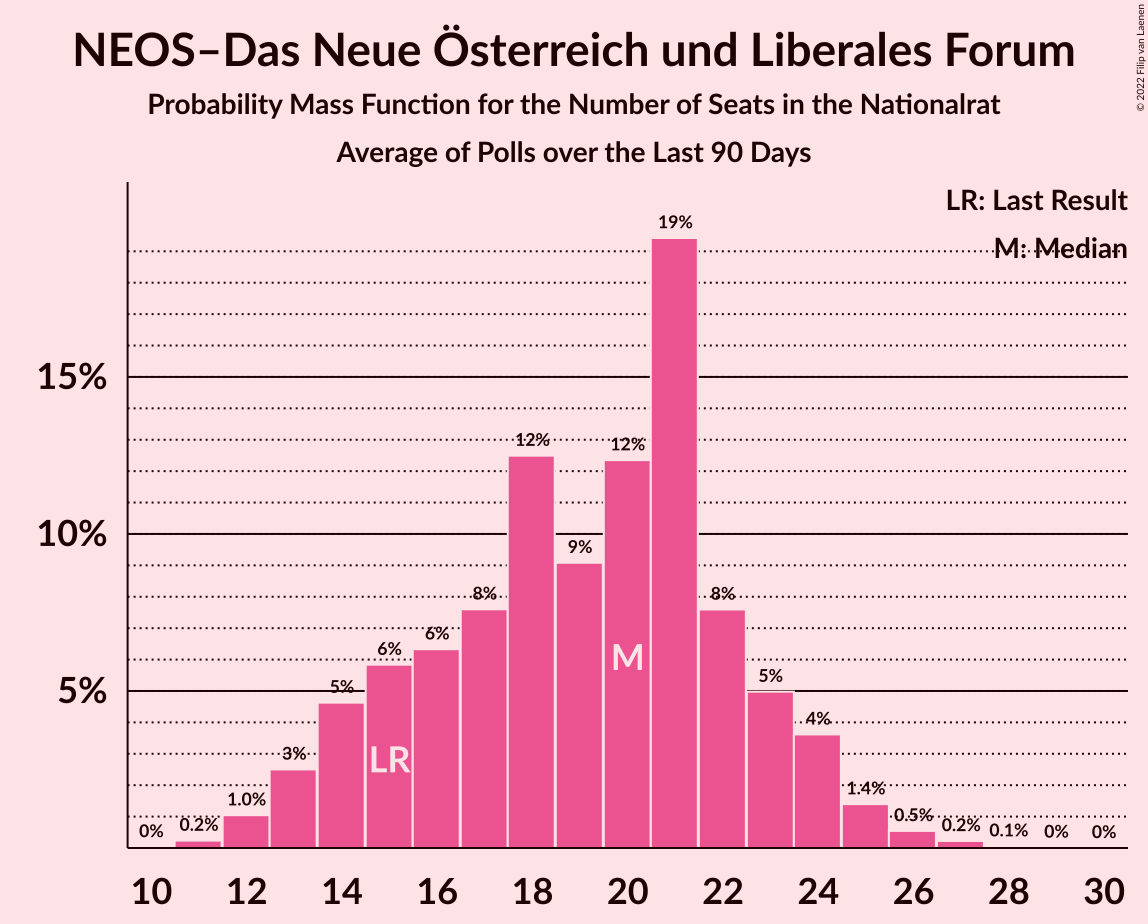 NEOS–Das Neue Österreich und Liberales Forum
Probability Mass Function for the Number of Seats in the Nationalrat
Average of Polls over the Last 90 Days
© 2022 Filip van Laenen
LR: Last Result
M: Median
15%
10%
5%
0%
0.2%
1.0%
3%
5%
6%
6%
8%
12%
9%
12%
19%
8%
5%
4%
1.4%
0.5%
0.2%
0.1%
0%
0%
LR
M
10 12 14 16 18 20 22 24 26 28 30